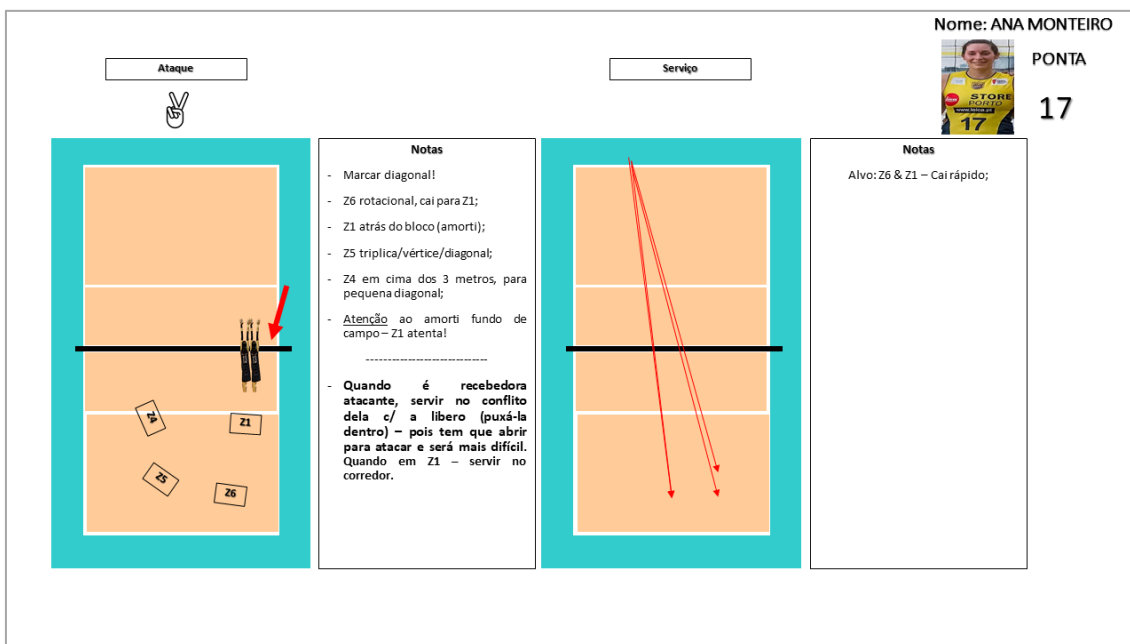 Nome: ANA MONTEIRO
PONTA
17
STORE
PORTO
17
Ataque
Serviço
Z4
Z1
Z5
Z6
Notas
- Marcar diagonal!
- Z6 rotacional, cai para Z1;
- Z1 atrás do bloco (amorti);
- Z5 triplica/vértice/diagonal;
- Z4 em cima dos 3 metros, para
pequena diagonal;
- Atenção ao amorti fundo de
campo – Z1 atenta!
------------------------------
- Quando é recebedora
atacante, servir no conflito
dela c/ a libero (puxá-la
dentro) – pois tem que abrir
para atacar e será mais difícil.
Quando em Z1 – servir no
corredor.
Notas
Alvo: Z6 & Z1 – Cai rápido;